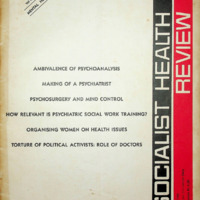 AMBIVALENCE OF PSYCHOANALYSIS
MAKING OF A PSYCHIATRIST
PSYCHOSURGERY AND MIND CONTROL
HOW RELEVANT IS PSYCHIATRIC SOCIAL WORK TRAINING?
ORGANISING WOMEN ON HEALTH ISSUES
TORTURE OF POLITICAL ACTIVISTS: ROLE OF DOCTORS
SOCIALIST HEALTH
REVIEW